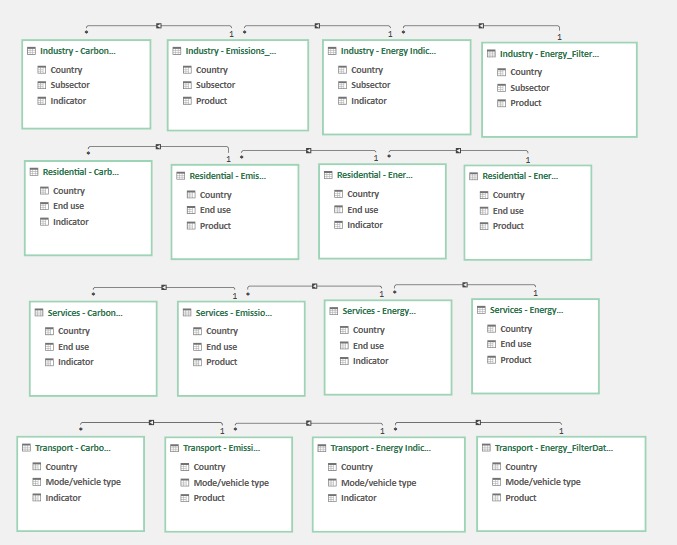 * 1 * 1 * 1
Industry - Carbon... Industry - Emissions_... Industry - Energy Indic... Industry - Energy_Filter...
Country Country Country Country
Subsector Subsector Subsector Subsector
Indicator Product Indicator Product
* 1 * 1 * 1
Residential - Carb... Residential - Emis... Residential - Ener... Residential - Ener...
Country Country Country Country
End use End use End use End use
Indicator Product Indicator Product
* 1 * 1 * 1
Services - Carbon... Services - Emissio... Services - Energy... Services - Energy...
Country Country Country Country
End use End use End use End use
Indicator Product Indicator Product
* 1 * 1 * 1
Transport - Carbo... Transport - Emissi... Transport - Energy Indic... Transport - Energy_FilterDat...
Country Country Country Country
Mode/vehicle type Mode/vehicle type Mode/vehicle type Mode/vehicle type
Indicator Product Indicator Product